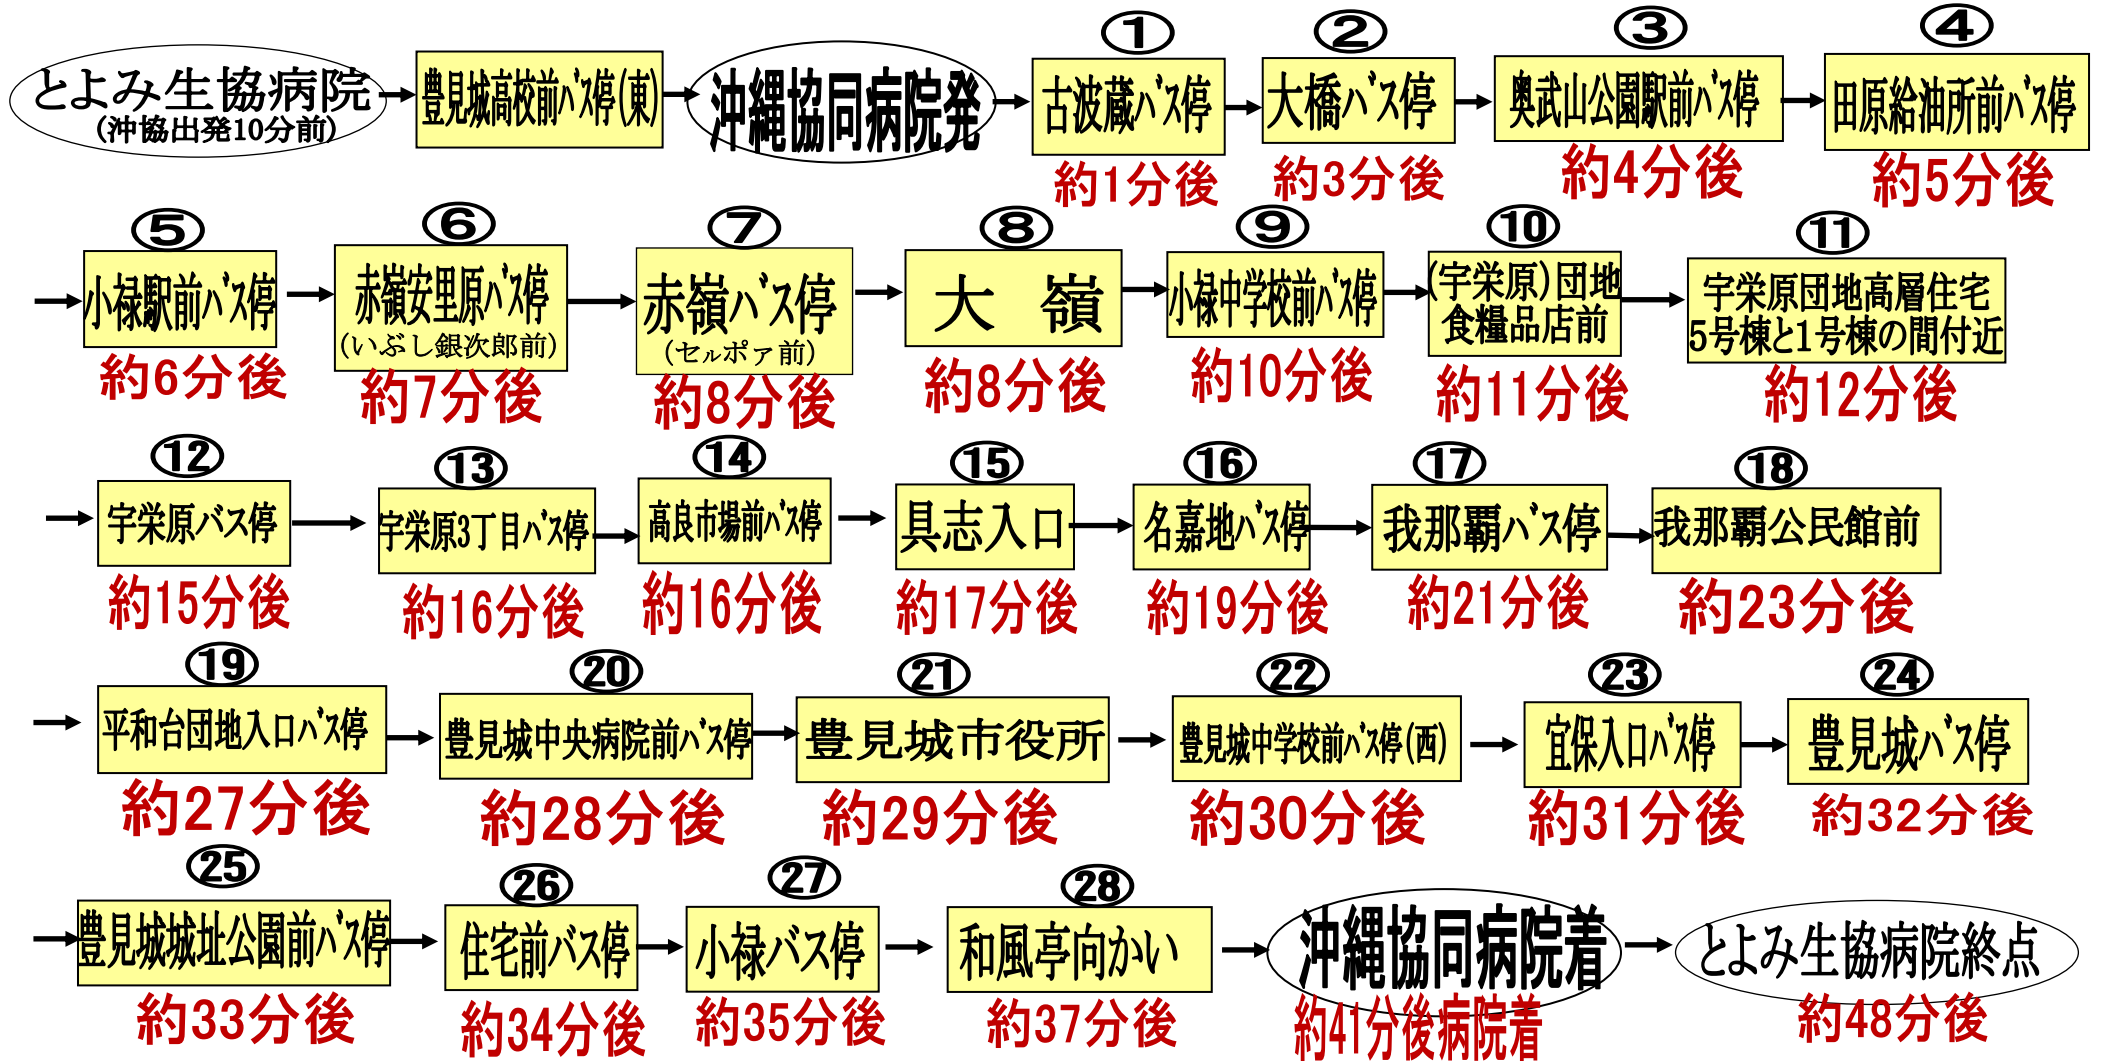 とよみ生協病院
(沖協出発10分前)
豊見城高校前バス停(東)
沖縄協同病院発
①
古波蔵バス停
約1分後
②
大橋バス停
約3分後
③
奥武山公園駅前バス停
約4分後
④
田原給油所前バス停
約5分後
⑤
小禄駅前バス停
約6分後
⑥
赤嶺安里原バス停
(いぶし銀次郎前)
約7分後
⑦
赤嶺バス停
(セルポア前)
約8分後
⑧
大 嶺
約8分後
⑨
小禄中学校前バス停
約10分後
⑩
(宇栄原)団地
食糧品店前
約11分後
⑪
宇栄原団地高層住宅
5号棟と1号棟の間付近
約12分後
⑫
宇栄原バス停
約15分後
⑬
宇栄原3丁目バス停
約16分後
⑭
高良市場前バス停
約16分後
⑮
具志入口
約17分後
⑯
名嘉地バス停
約19分後
⑰
我那覇バス停
約21分後
⑱
我那覇公民館前
約23分後
⑲
平和台団地入口バス停
約27分後
⑳
豊見城中央病院前バス停
約28分後
㉑
豊見城市役所
約29分後
㉒
豊見城中学校前バス停(西)
約30分後
㉓
宜保入口バス停
約31分後
㉔
豊見城バス停
約32分後
㉕
豊見城城址公園前バス停
約33分後
㉖
住宅前バス停
約34分後
㉗
小禄バス停
約35分後
㉘
和風亭向かい
約37分後
沖縄協同病院着
約41分後病院着
とよみ生協病院終点
約48分後